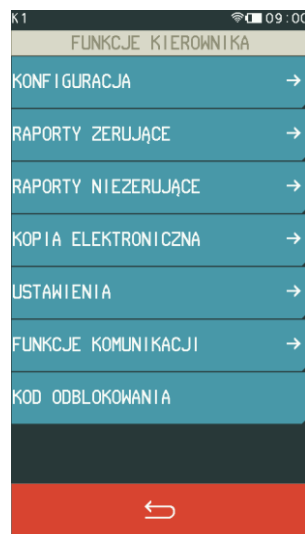 K1 09:00
FUNKCJE KIEROWNIKA
KONFIGURACJA
RAPORTY ZERUJĄCE
RAPORTY NIEZERUJĄCE
KOPIA ELEKTRONICZNA
USTAWIENIA
FUNKCJE KOMUNIKACJI
KOD ODBLOKOWANIA